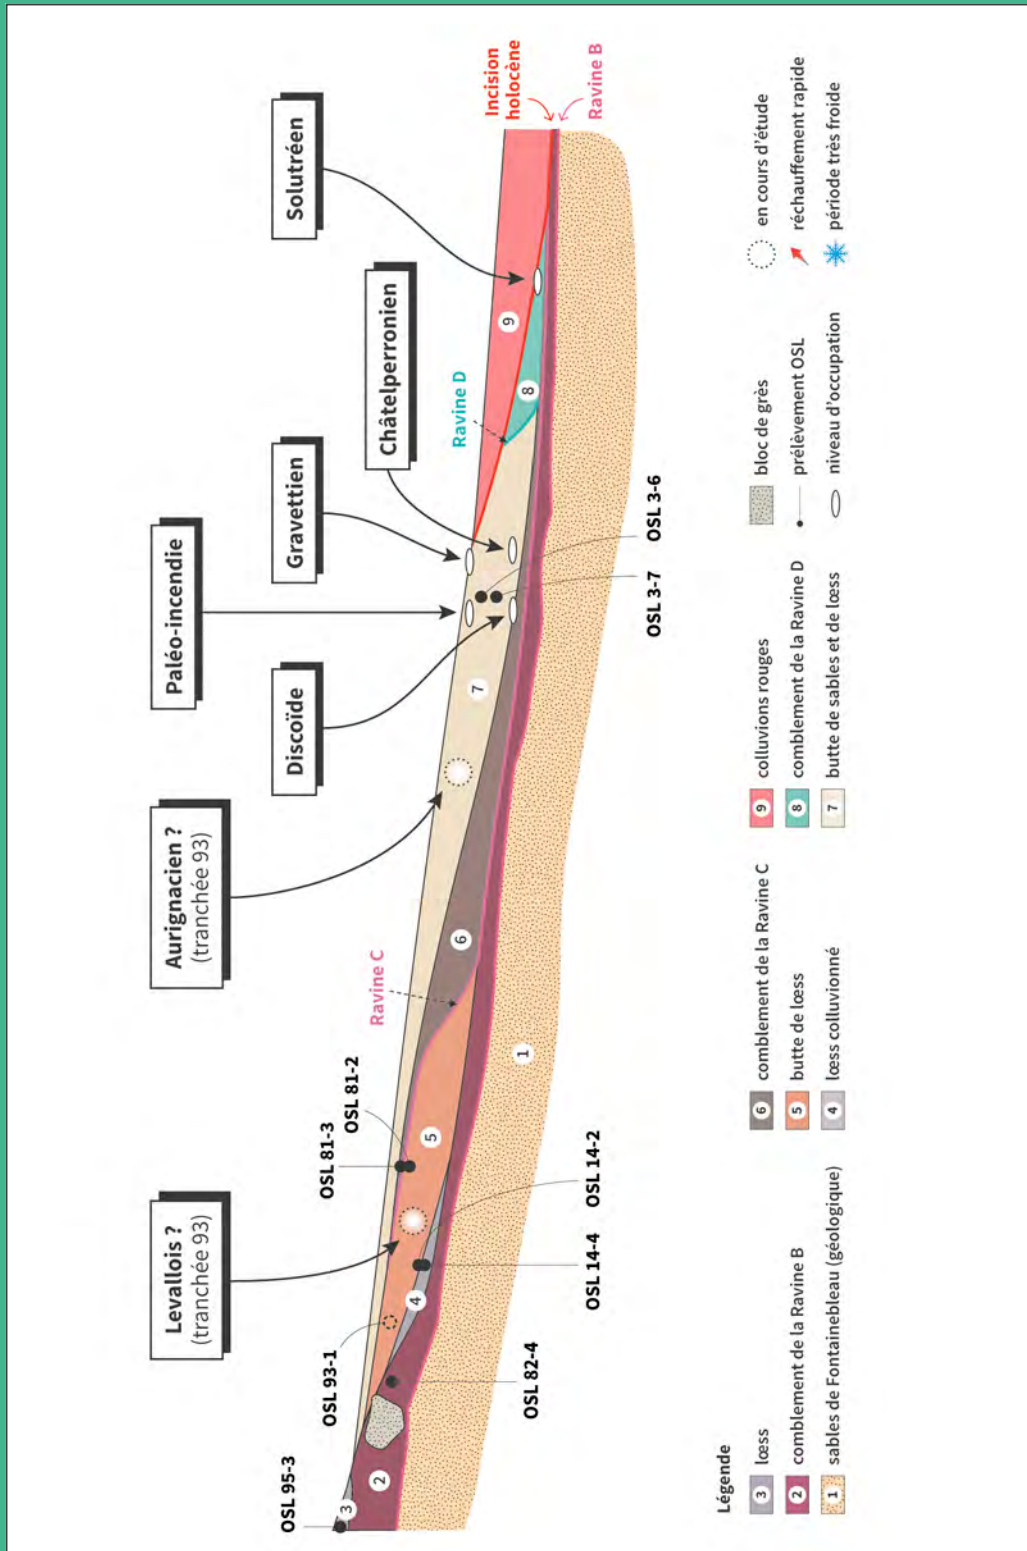 Levallois ?
(tranchée 93)
Aurignacien ?
(tranchée 93)
Paléo-incendie
Discoïde
Gravettien
Châtelperronien
Solutréen
Incision
holocène
Ravine B
Ravine D
Ravine C
OSL 95-3
OSL 93-1
OSL 82-4
OSL 81-3
OSL 81-2
OSL 14-4
OSL 14-2
OSL 3-7
OSL 3-6
3
2
4
5
1
6
7
8
9
Légende
3 lœss
2 comblement de la Ravine B
1 sables de Fontainebleau (géologique)
6 comblement de la Ravine C
5 butte de lœss
4 lœss colluvionné
9 colluvions rouges
8 comblement de la Ravine D
7 butte de sables et de lœss
bloc de grès
prélèvement OSL
niveau d'occupation
en cours d'étude
réchauffement rapide
période très froide